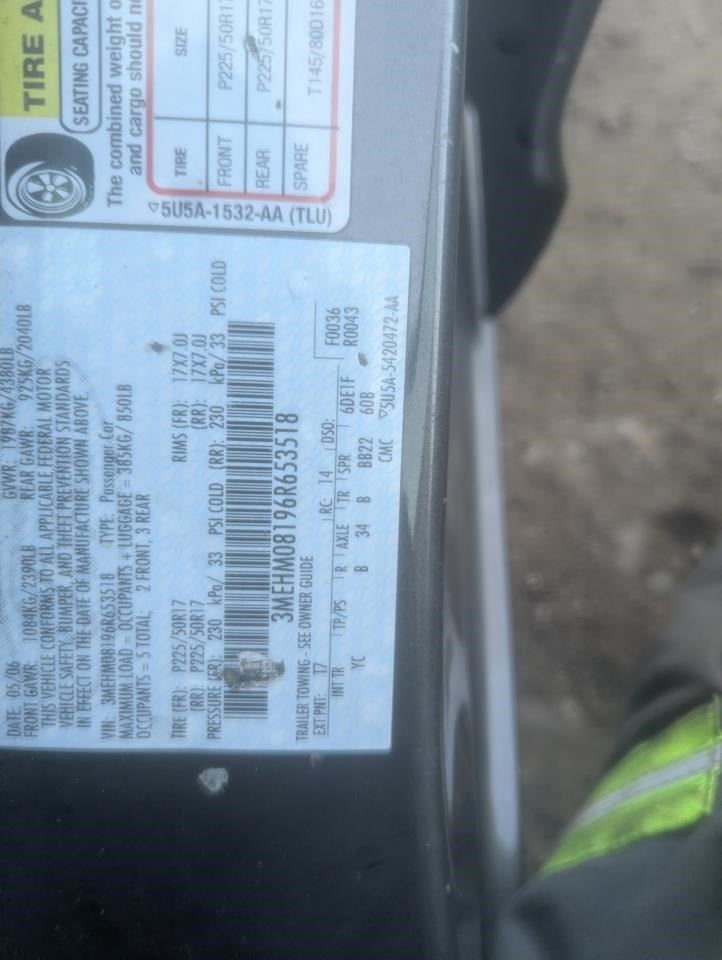 TIRE A
SEATING CAPACIT
The combined weight o
and cargo should no
TIRE SIZE
FRONT P225/50R17
REAR P225/50R17
SPARE T145/80D16
5U5A-1532-AA (TLU)
DATE: 05/06 GVWR: 1987KG/4380LB
FRONT GAWR: 1084KG/2390LB REAR GAWR: 925KG/2040LB
THIS VEHICLE CONFORMS TO ALL APPLICABLE FEDERAL MOTOR
VEHICLE SAFETY, BUMPER, AND THEFT PREVENTION STANDARDS
IN EFFECT ON THE DATE OF MANUFACTURE SHOWN ABOVE.
VIN: 3MEHM08196R653518 TYPE: Passenger Car
MAXIMUM LOAD = OCCUPANTS + LUGGAGE = 385KG/ 850LB
OCCUPANTS = 5 TOTAL: 2 FRONT, 3 REAR
TIRE (FR): P225/50R17 RIMS (FR): 17X7.0J
(RR): P225/50R17 (RR): 17X7.0J
PRESSURE (FR): 230 kPa/ 33 PSI COLD (RR): 230 kPa/ 33 PSI COLD
3MEHM08196R653518
TRAILER TOWING - SEE OWNER GUIDE
EXT PNT: T7 RC: 14 DSO: F0036
R0043
INT TR TP/PS R AXLE TR SPR 6DE1F
YC B 34 B BB22 60B
CMC 5U5A-5420472-AA